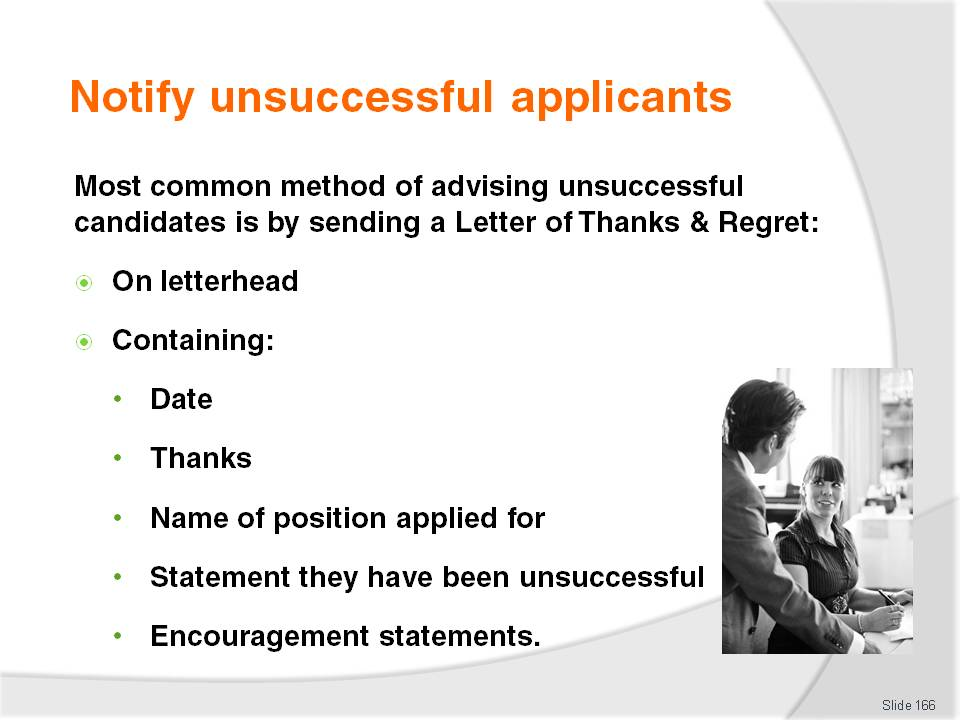 Notify unsuccessful applicants
Most common method of advising unsuccessful
candidates is by sending a Letter of Thanks & Regret:
On letterhead
Containing:
• Date
• Thanks
• Name of position applied for
• Statement they have been unsuccessful
• Encouragement statements.
Slide 166